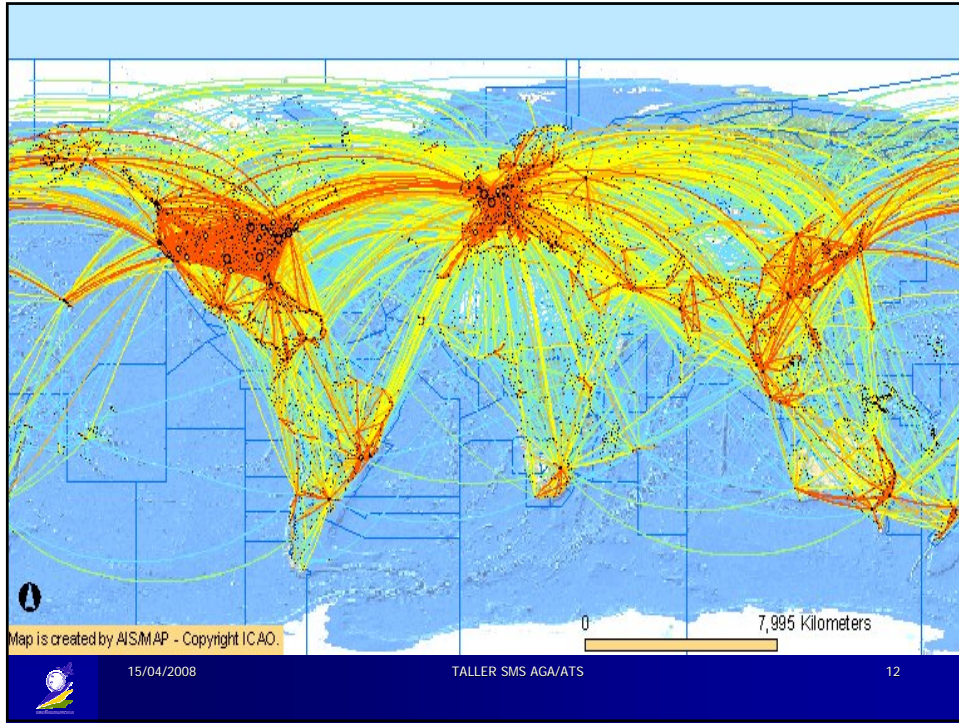 0 7,995 Kilometers
Map is created by AIS/MAP - Copyright ICAO.
15/04/2008 TALLER SMS AGA/ATS 12